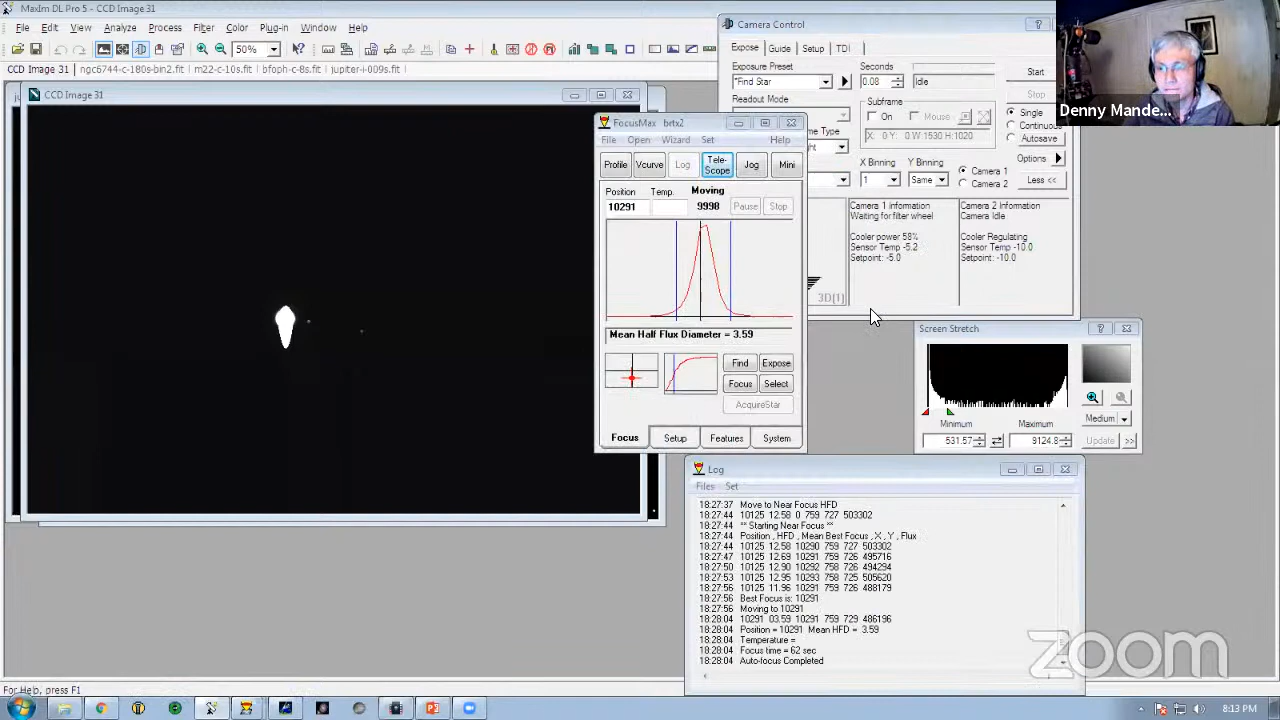 MaxIm DL Pro 5 - CCD Image 31
File Edit View Analyze Process Filter Color Plug-in Window Help
50%
CCD Image 31 ngc6744-c-180s-bin2.fit m22-c-10s.fit bfoph-c-3s.fit jupiter-i-009s.fit
CCD Image 31
FocusMax brtx2
File Open Wizard Set Help
Profile Vcurve Log Tele-Scope Jog Mini
Position Temp. Moving
10291 9998 Pause Stop
Mean Half Flux Diameter = 3.59
Find Expose
Focus Select
AcquireStar
Focus Setup Features System
Camera Control
Expose Guide Setup TDI
Exposure Preset Seconds
*Find Star 0.08 Idle
Start
Readout Mode Subframe Stop
On Mouse
Single
X: 0 Y: 0 W:1530 H:1020
Continuous
Autosave
X Binning Y Binning Camera 1 Options
1 Same Camera 2 Less <<
Camera 1 Information Camera 2 Information
Waiting for filter wheel Camera Idle
Cooler power 58% Cooler Regulating
Sensor Temp -5.2 Sensor Temp -10.0
Setpoint: -5.0 Setpoint: -10.0
3D[1]
Denny Mande...
Screen Stretch
Medium
Minimum Maximum
531.57 9124.8 Update >>
Log
Files Set
18:27:37 Move to Near Focus HFD
18:27:44 10125 12.58 0 759 727 503302
18:27:44 ** Starting Near Focus **
18:27:44 Position , HFD , Mean Best Focus , X , Y , Flux
18:27:44 10125 12.58 10290 759 727 503302
18:27:47 10125 12.69 10291 759 726 495716
18:27:50 10125 12.90 10292 758 726 494294
18:27:53 10125 12.95 10293 758 725 505620
18:27:56 10125 11.96 10291 759 726 488179
18:27:56 Best Focus is: 10291
18:27:56 Moving to 10291
18:28:04 10291 03.59 10291 759 729 486196
18:28:04 Position = 10291 Mean HFD = 3.59
18:28:04 Temperature =
18:28:04 Focus time = 62 sec
18:28:04 Auto-focus Completed
zoom
For Help, press F1
8:13 PM